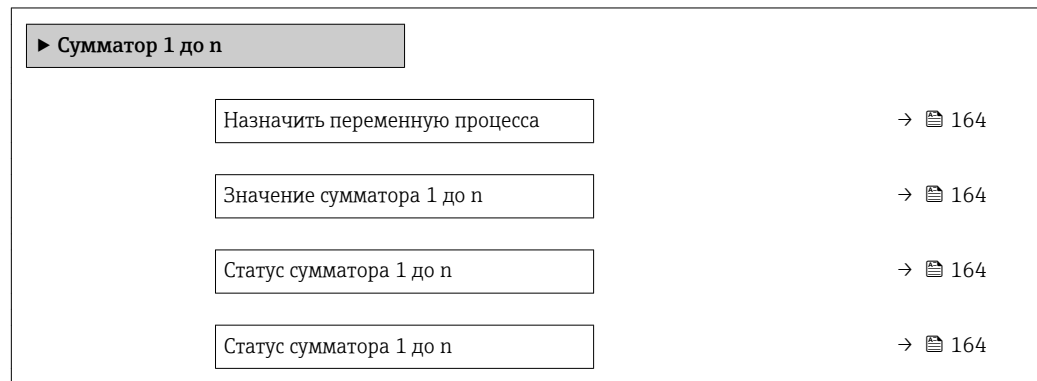 ▶ Сумматор 1 до n
Назначить переменную процесса → 164
Значение сумматора 1 до n → 164
Статус сумматора 1 до n → 164
Статус сумматора 1 до n → 164